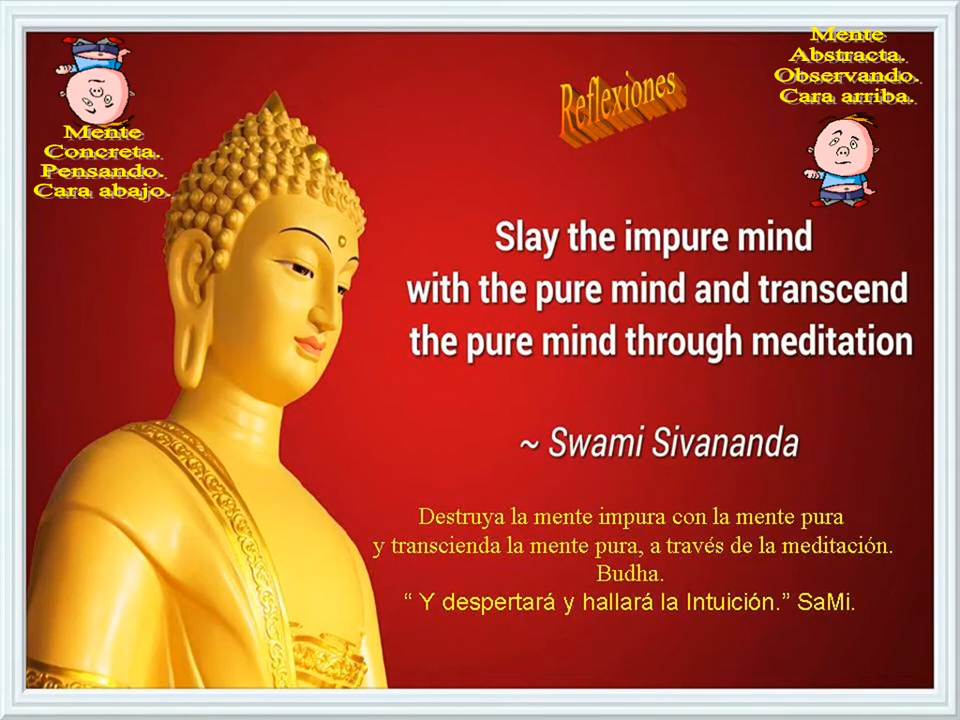 Mente
Concreta.
Pensando.
Cara abajo.
Reflexiones
Mente
Abstracta.
Observando.
Cara arriba.
Slay the impure mind
with the pure mind and transcend
the pure mind through meditation
~ Swami Sivananda
Destruya la mente impura con la mente pura
y transcienda la mente pura, a través de la meditación.
Budha.
“ Y despertará y hallará la Intuición.” SaMi.